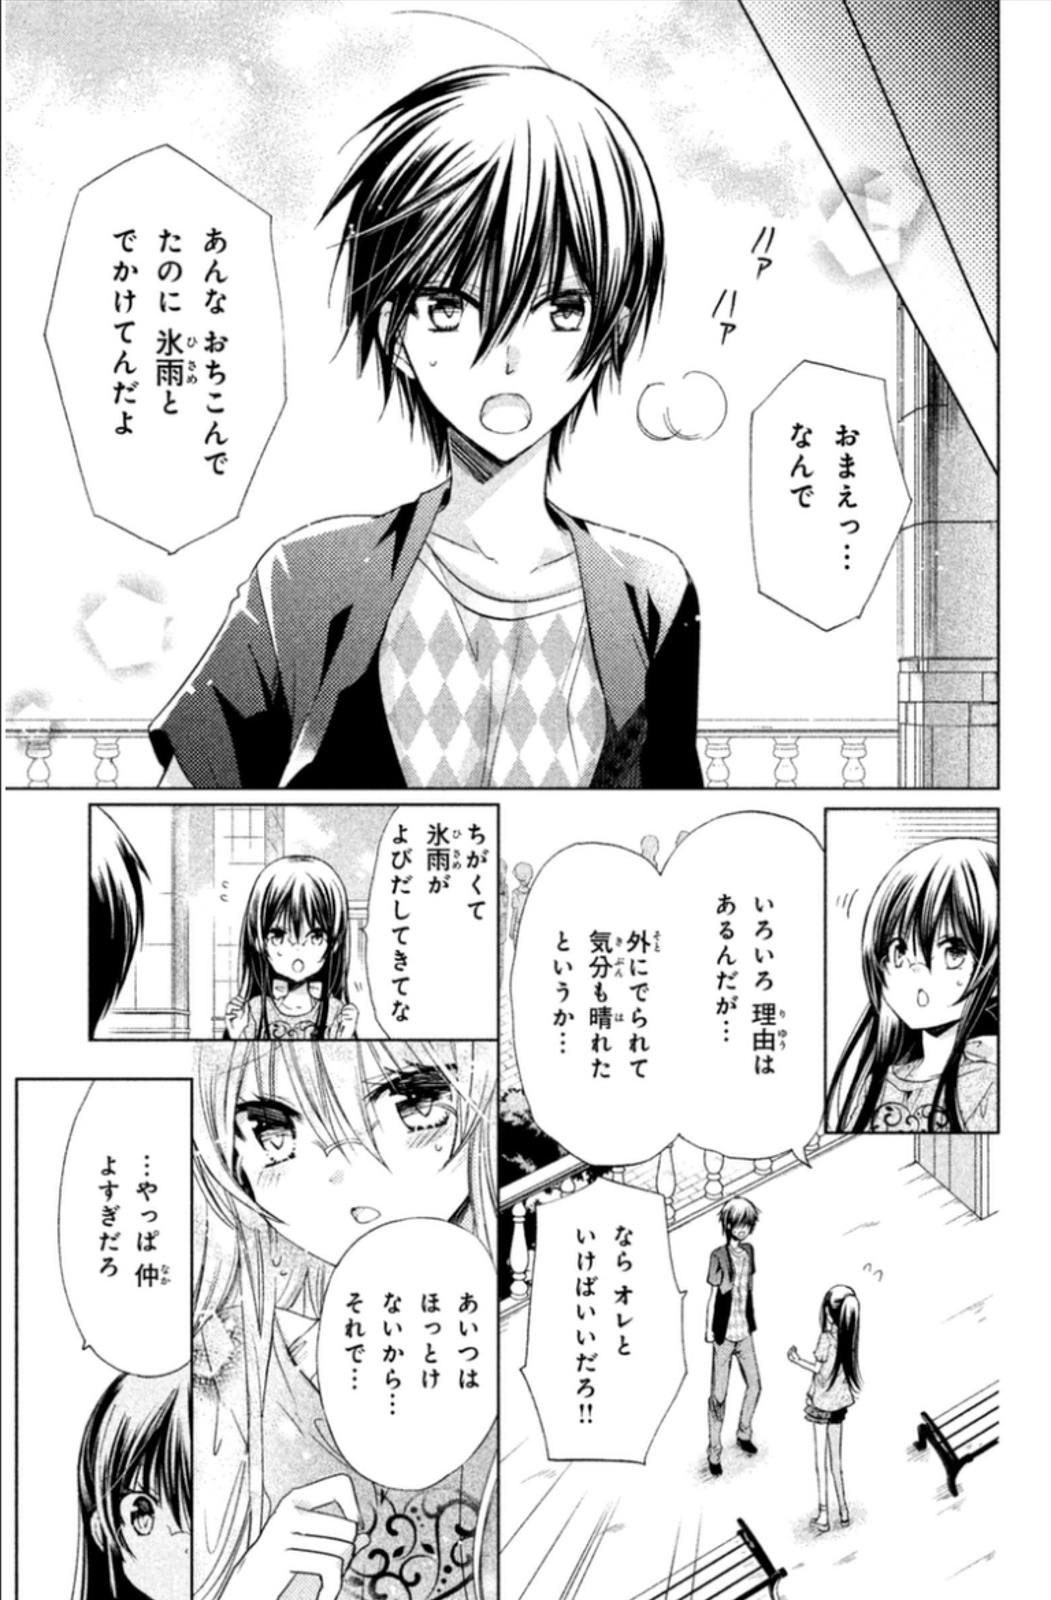 ハァ
ハァ
おまえっ…
なんで
あんな おちこんで
たのに 氷雨と
でかけてんだよ
いろいろ 理由は
あるんだが…
外にでられて
気分も晴れた
というか…
なら オレと
いけばいいだろ!!
ちがくて
氷雨が
よびだしてきてな
あいつは
ほっとけ
ないから…
それで…
…やっぱ 仲
よすぎだろ